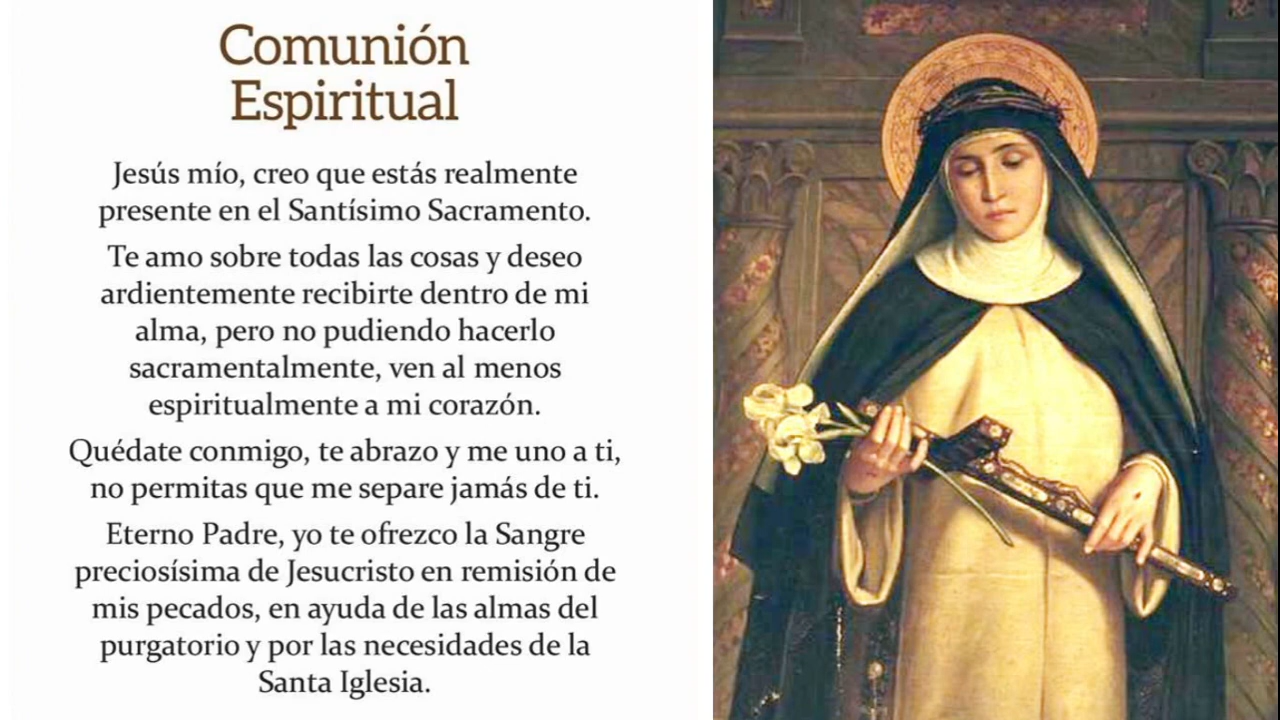 Comunión
Espiritual
Jesús mío, creo que estás realmente
presente en el Santísimo Sacramento.
Te amo sobre todas las cosas y deseo
ardientemente recibirte dentro de mi
alma, pero no pudiendo hacerlo
sacramentalmente, ven al menos
espiritualmente a mi corazón.
Quédate conmigo, te abrazo y me uno a ti,
no permitas que me separe jamás de ti.
Eterno Padre, yo te ofrezco la Sangre
preciosísima de Jesucristo en remisión de
mis pecados, en ayuda de las almas del
purgatorio y por las necesidades de la
Santa Iglesia.